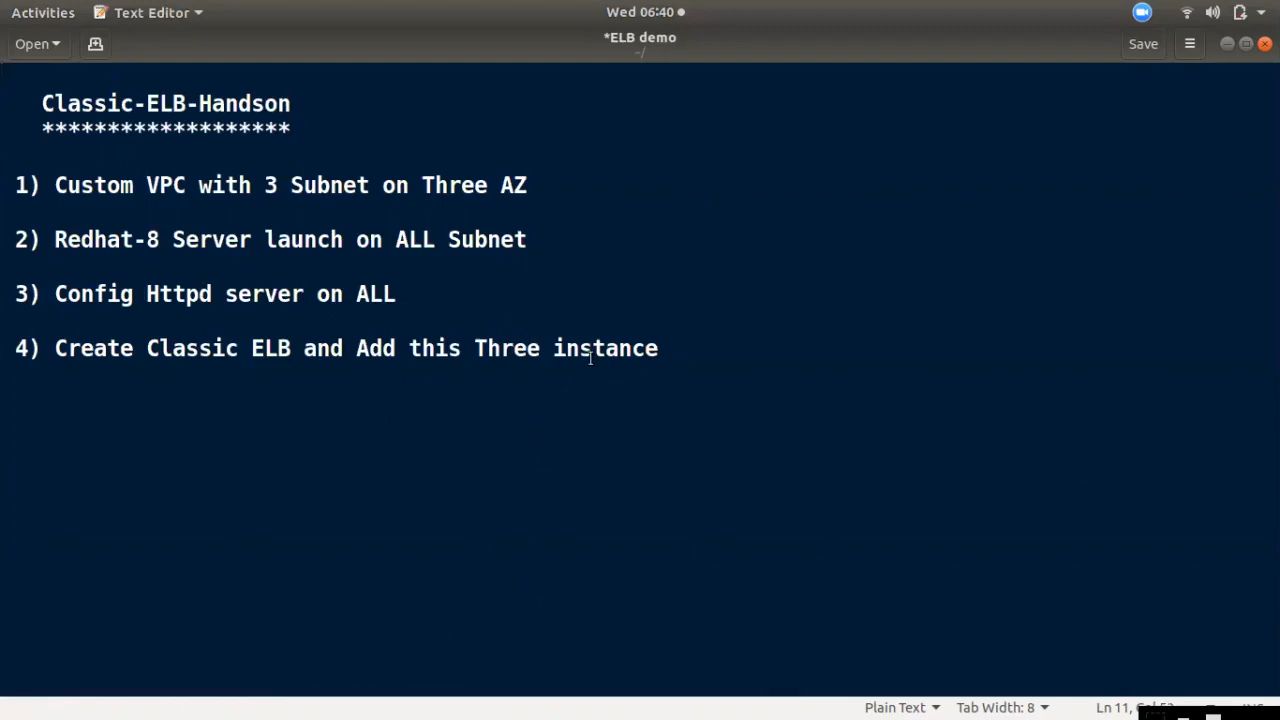 Activities Text Editor Wed 06:40
Open *ELB demo Save
~/
Classic-ELB-Handson
*******************
1) Custom VPC with 3 Subnet on Three AZ
2) Redhat-8 Server launch on ALL Subnet
3) Config Httpd server on ALL
4) Create Classic ELB and Add this Three instance
Plain Text Tab Width: 8 Ln 11,